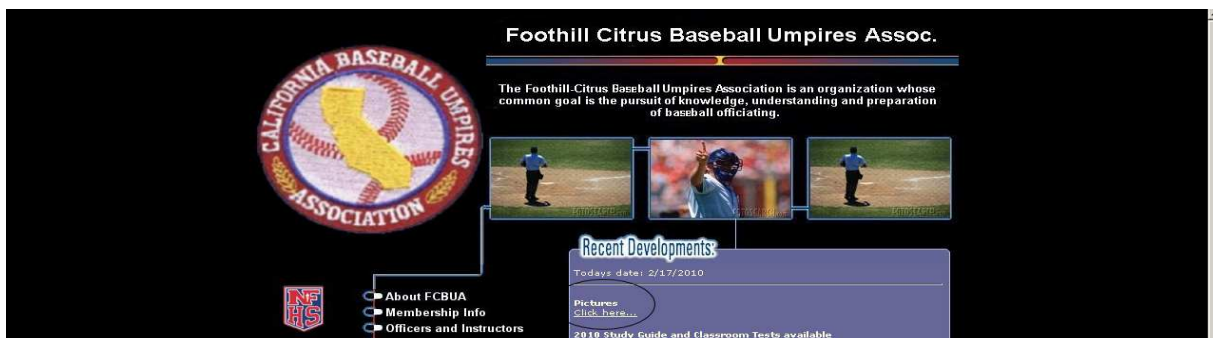 Foothill Citrus Baseball Umpires Assoc.
CALIFORNIA BASEBALL UMPIRES
ASSOCIATION
The Foothill-Citrus Baseball Umpires Association is an organization whose
common goal is the pursuit of knowledge, understanding and preparation
of baseball officiating.
Recent Developments:
Todays date: 2/17/2010
Pictures
Click here...
2010 Study Guide and Classroom Tests available
NF
HS
About FCBUA
Membership Info
Officers and Instructors